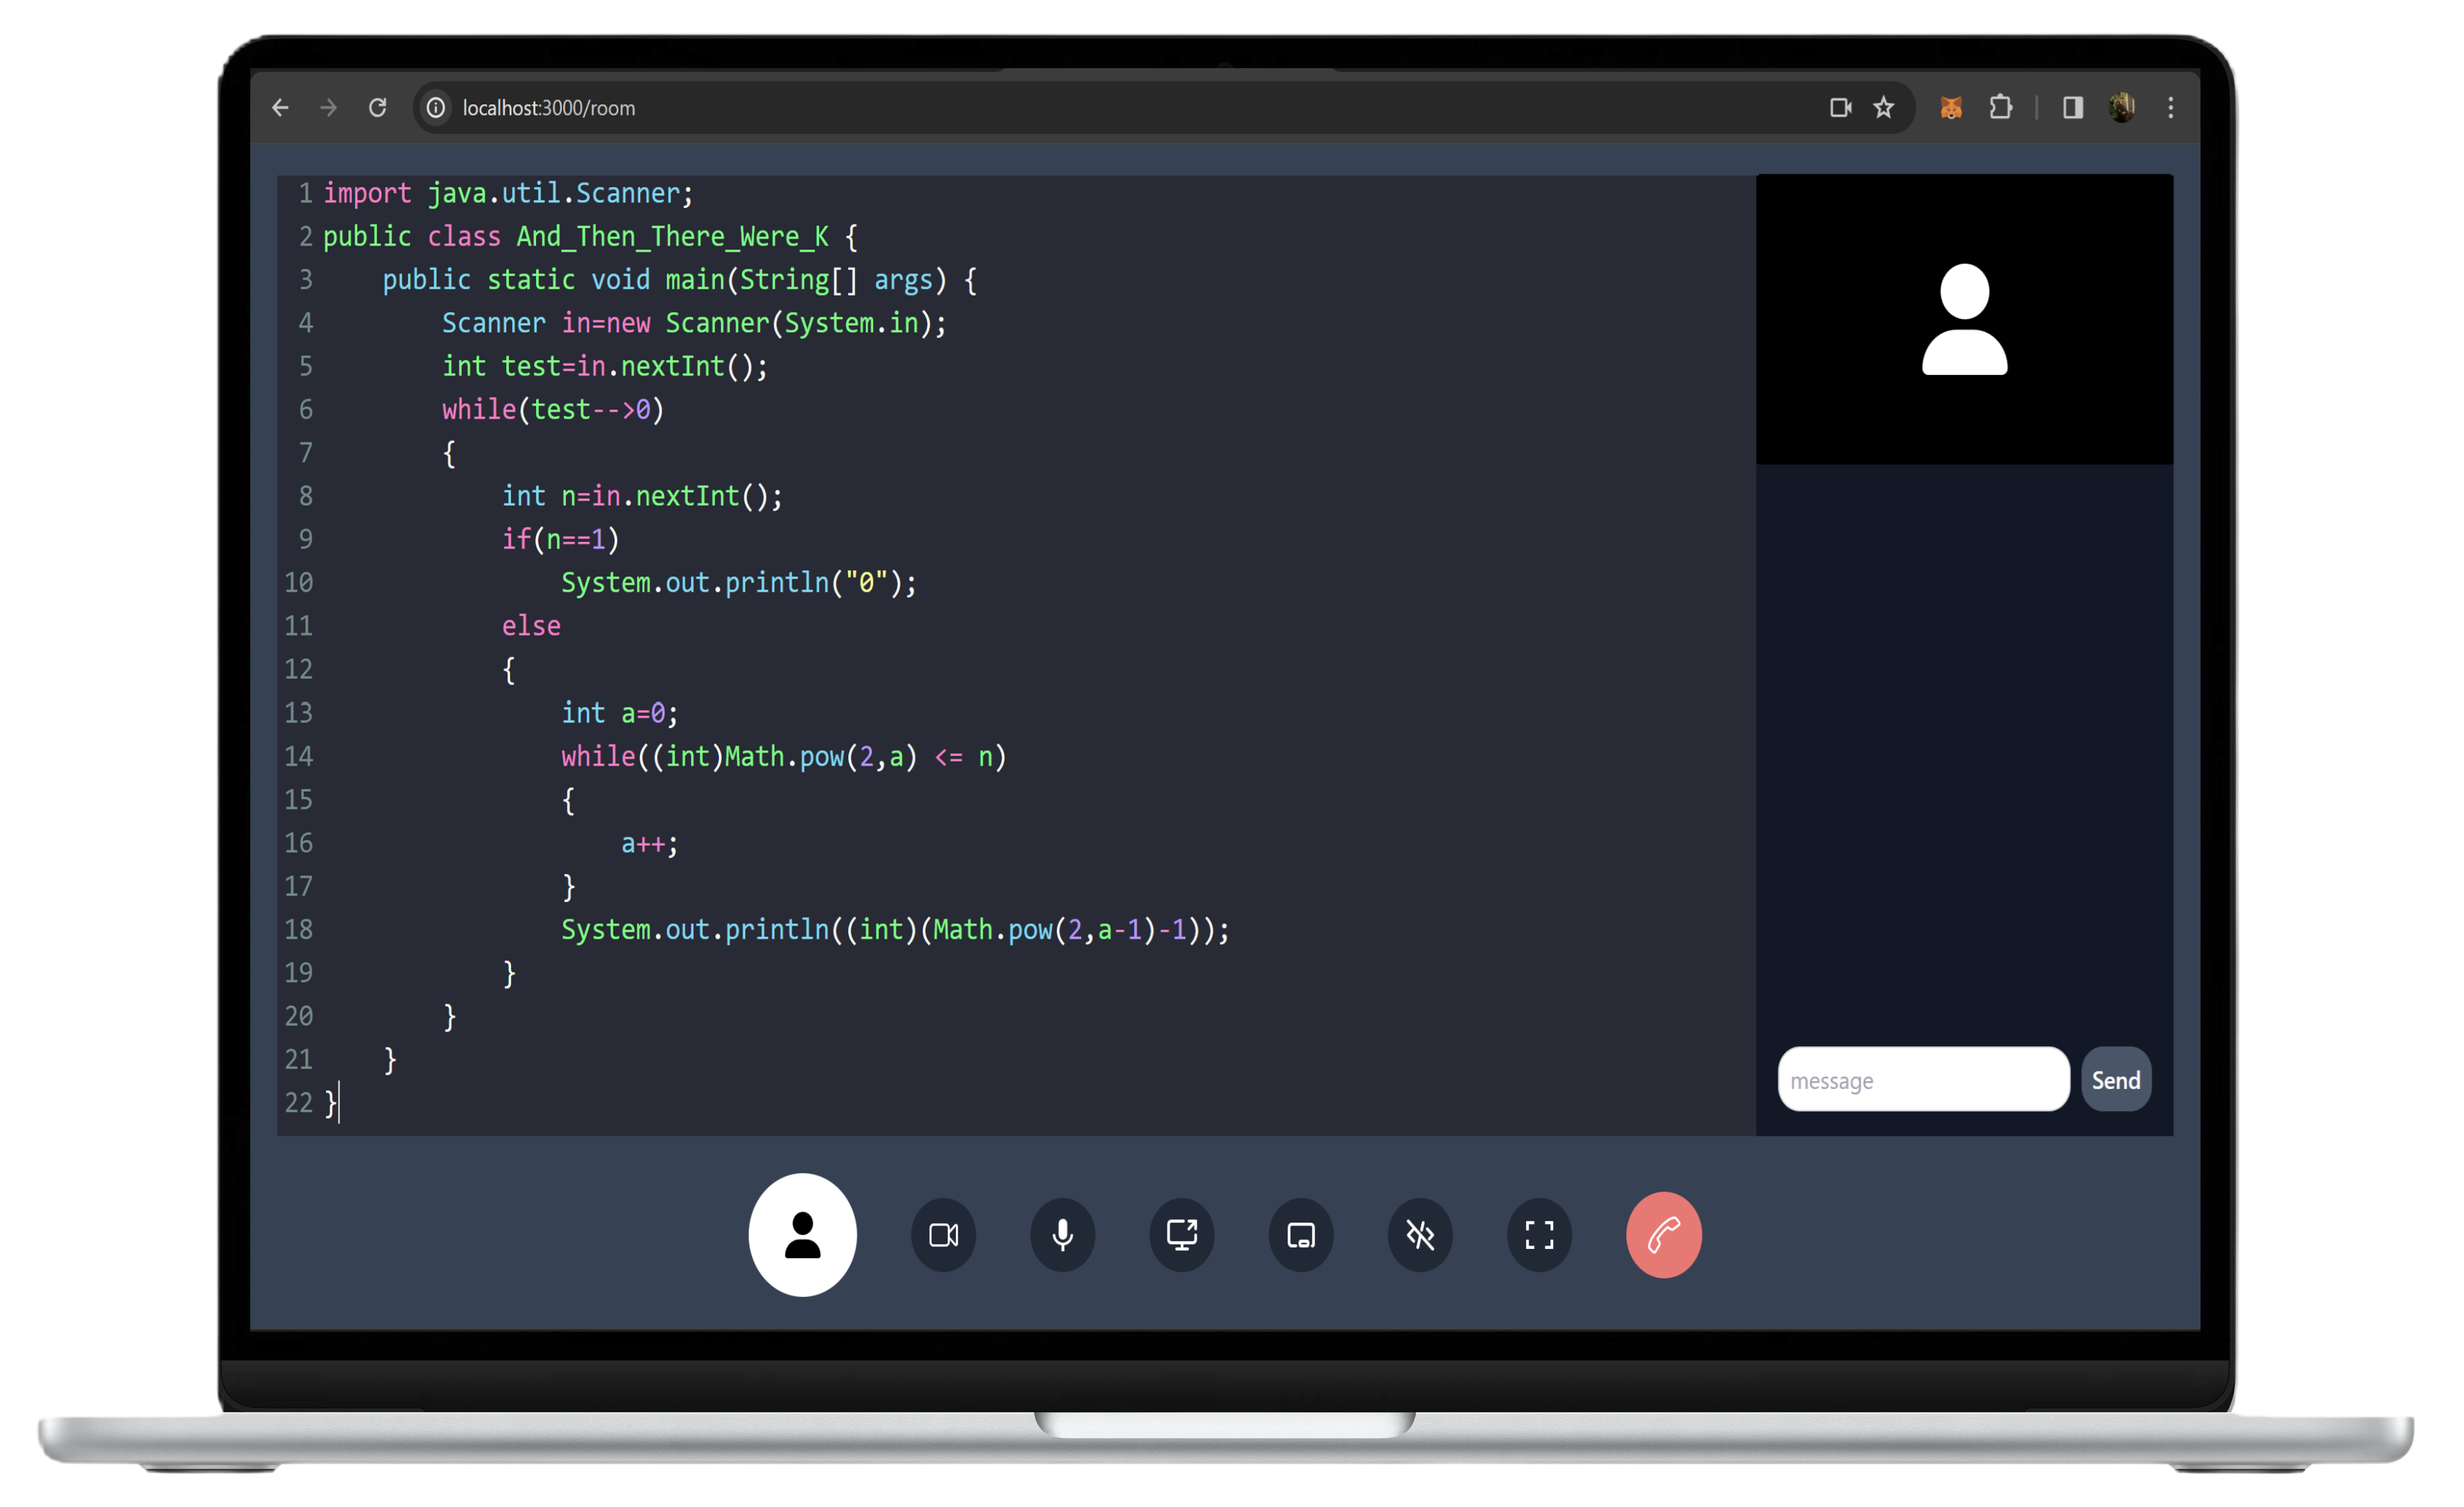 localhost:3000/room
1 import java.util.Scanner;
2 public class And_Then_There_Were_K {
3     public static void main(String[] args) {
4         Scanner in=new Scanner(System.in);
5         int test=in.nextInt();
6         while(test-->0)
7         {
8             int n=in.nextInt();
9             if(n==1)
10                 System.out.println("0");
11             else
12             {
13                 int a=0;
14                 while((int)Math.pow(2,a) <= n)
15                 {
16                     a++;
17                 }
18                 System.out.println((int)(Math.pow(2,a-1)-1));
19             }
20         }
21     }
22 }
message
Send